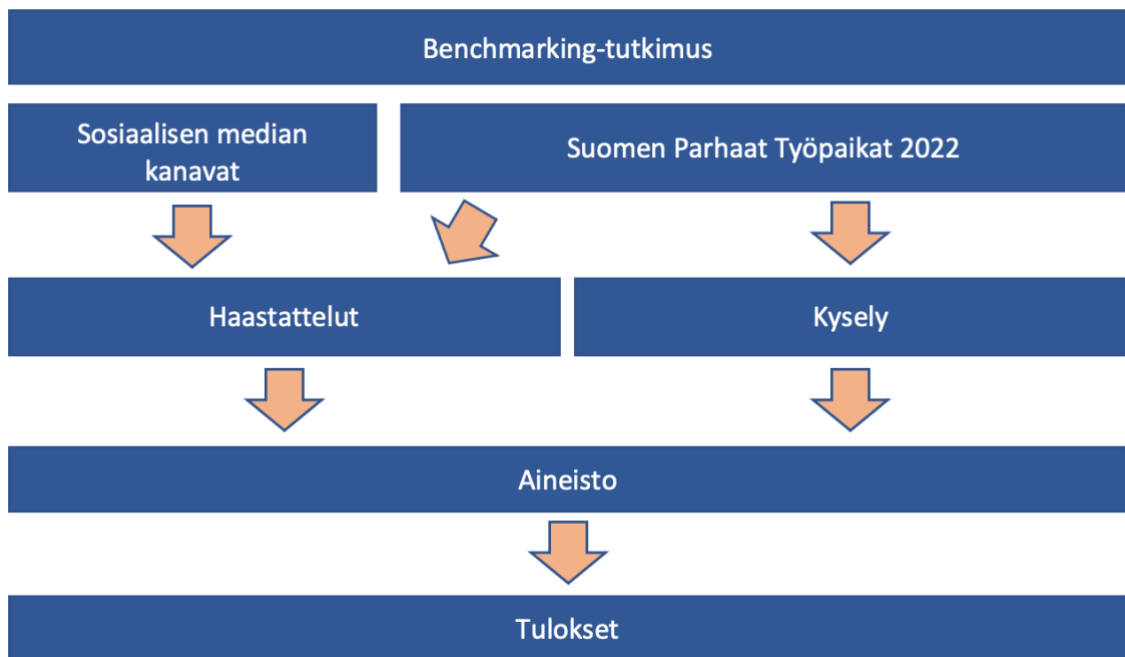 Benchmarking-tutkimus
Sosiaalisen median
kanavat
Suomen Parhaat Työpaikat 2022
Haastattelut
Kysely
Aineisto
Tulokset